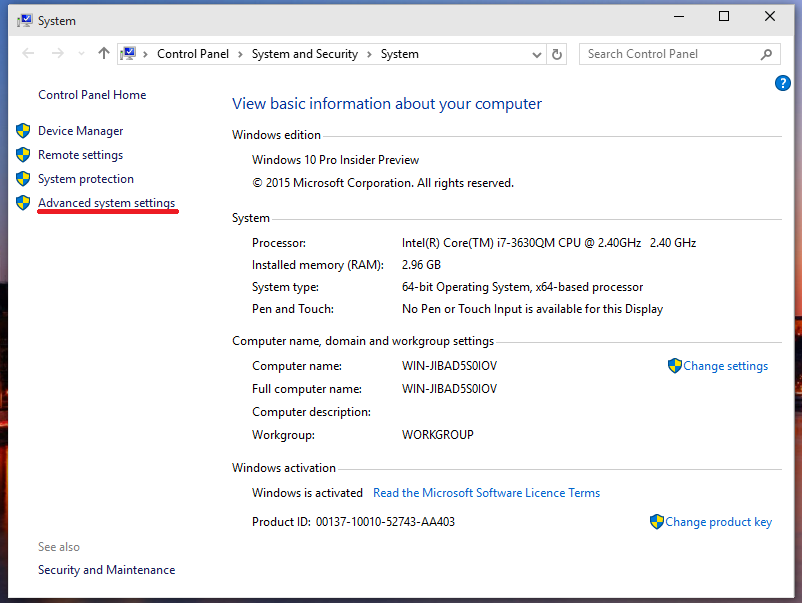 System
Control Panel > System and Security > System
Search Control Panel
?
Control Panel Home
Device Manager
Remote settings
System protection
Advanced system settings
View basic information about your computer
Windows edition
Windows 10 Pro Insider Preview
© 2015 Microsoft Corporation. All rights reserved.
System
Processor: Intel(R) Core(TM) i7-3630QM CPU @ 2.40GHz 2.40 GHz
Installed memory (RAM): 2.96 GB
System type: 64-bit Operating System, x64-based processor
Pen and Touch: No Pen or Touch Input is available for this Display
Computer name, domain and workgroup settings
Computer name: WIN-JIBAD5S0IOV Change settings
Full computer name: WIN-JIBAD5S0IOV
Computer description:
Workgroup: WORKGROUP
Windows activation
Windows is activated Read the Microsoft Software Licence Terms
Product ID: 00137-10010-52743-AA403 Change product key
See also
Security and Maintenance